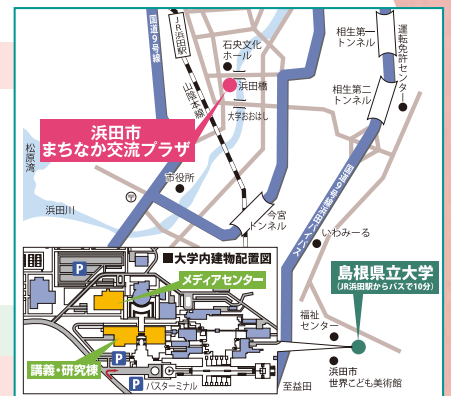 国道9号線
JR浜田駅
山陰本線
石央文化
ホール
浜田橋
大学おおはし
相生第一
トンネル
運転免許センター
相生第二
トンネル
浜田市
まちなか交流プラザ
松原湾
市役所
浜田川
今宮
トンネル
国道9号線浜田バイパス
いわみーる
島根県立大学
(JR浜田駅からバスで10分)
福祉
センター
浜田市
世界こども美術館
至益田
■大学内建物配置図
P
メディアセンター
講義・研究棟
P
P バスターミナル